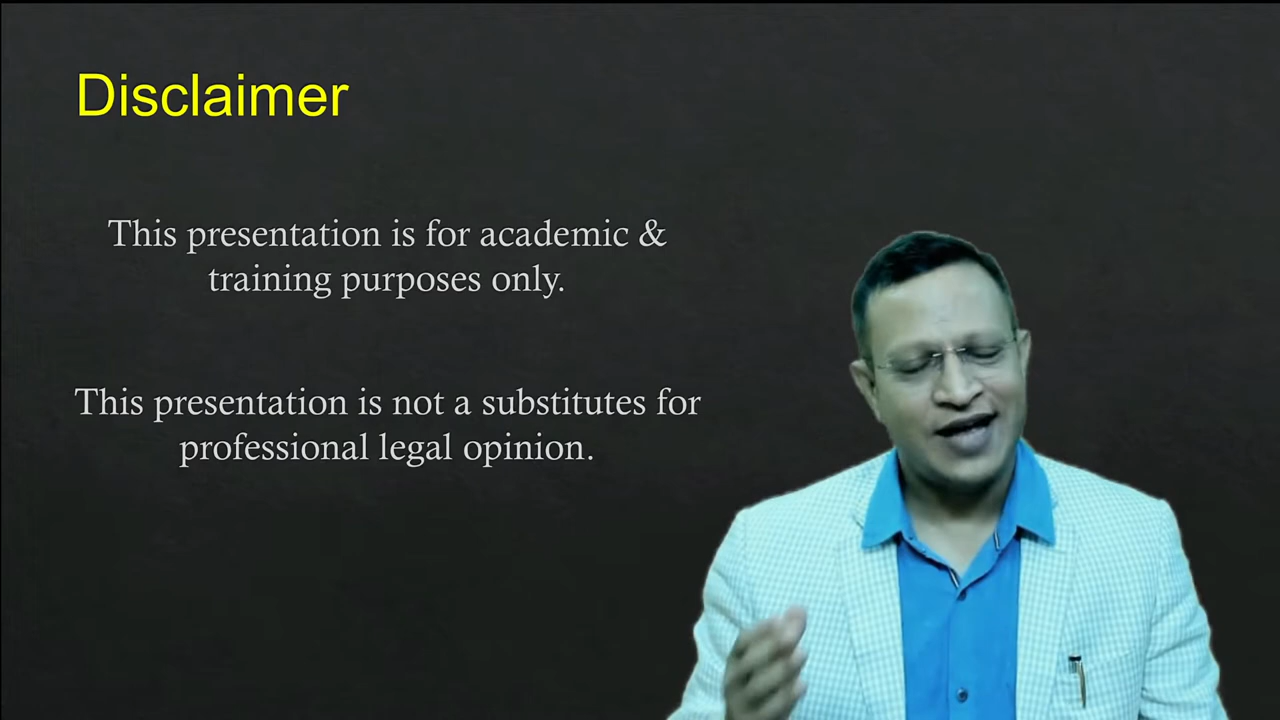 Disclaimer
This presentation is for academic &
training purposes only.
This presentation is not a substitutes for
professional legal opinion.